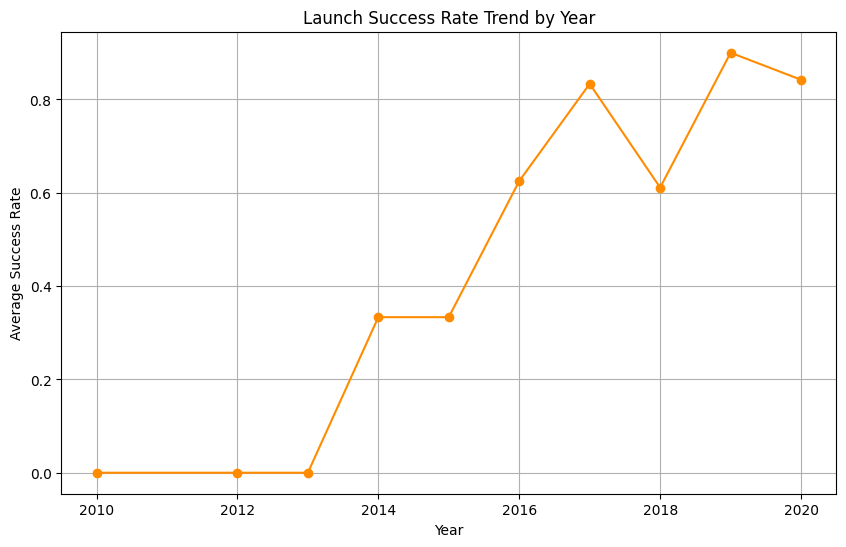 Launch Success Rate Trend by Year
Average Success Rate
0.8
0.6
0.4
0.2
0.0
2010 2012 2014 2016 2018 2020
Year